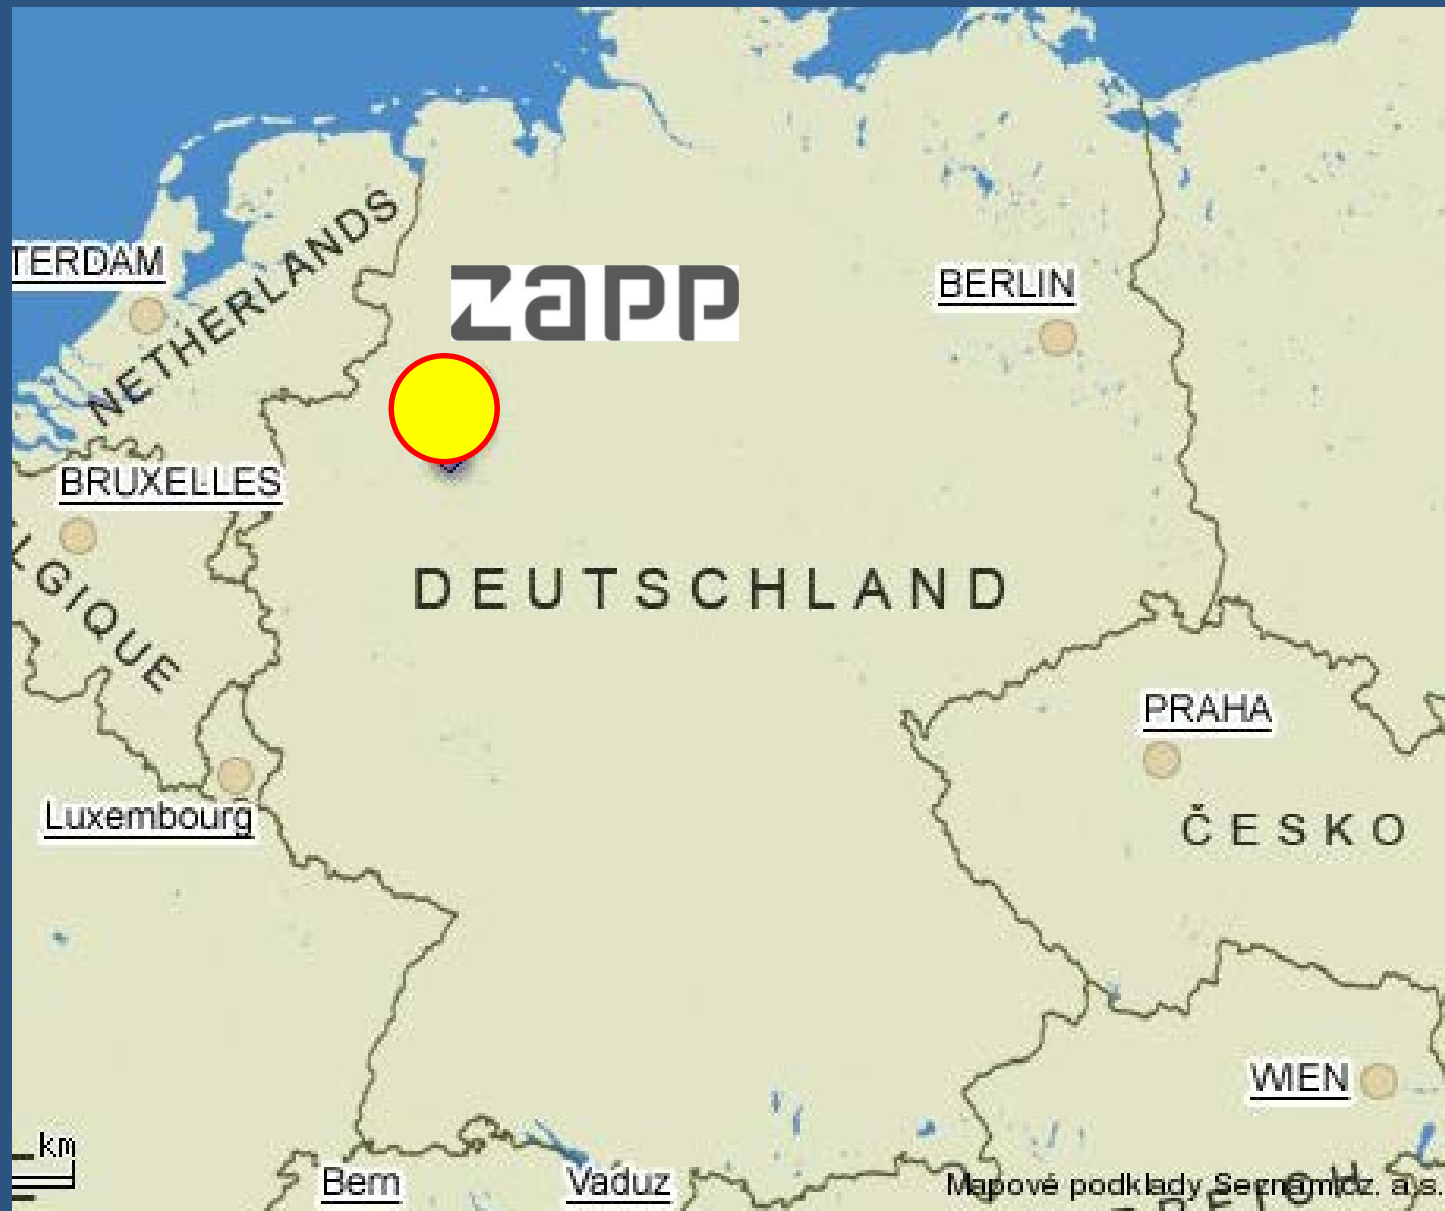 TERDAM
NETHERLANDS
zapp
BERLIN
BRUXELLES
LGIQUE
DEUTSCHLAND
PRAHA
Luxembourg
ČESKO
WIEN
km
Bern
Vaduz
Mapové podklady Seznam.cz. a.s.